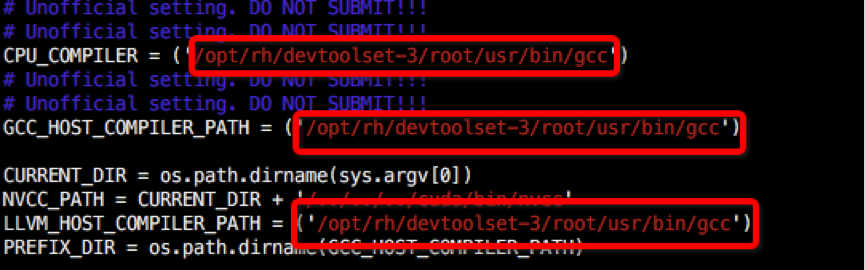 # Unofficial setting. DO NOT SUBMIT!!!
# Unofficial setting. DO NOT SUBMIT!!!
CPU_COMPILER = ('/opt/rh/devtoolset-3/root/usr/bin/gcc')
# Unofficial setting. DO NOT SUBMIT!!!
# Unofficial setting. DO NOT SUBMIT!!!
GCC_HOST_COMPILER_PATH = ('/opt/rh/devtoolset-3/root/usr/bin/gcc')
CURRENT_DIR = os.path.dirname(sys.argv[0])
NVCC_PATH = CURRENT_DIR + '/../../../cuda/bin/nvcc'
LLVM_HOST_COMPILER_PATH = ('/opt/rh/devtoolset-3/root/usr/bin/gcc')
PREFIX_DIR = os.path.dirname(GCC_HOST_COMPILER_PATH)